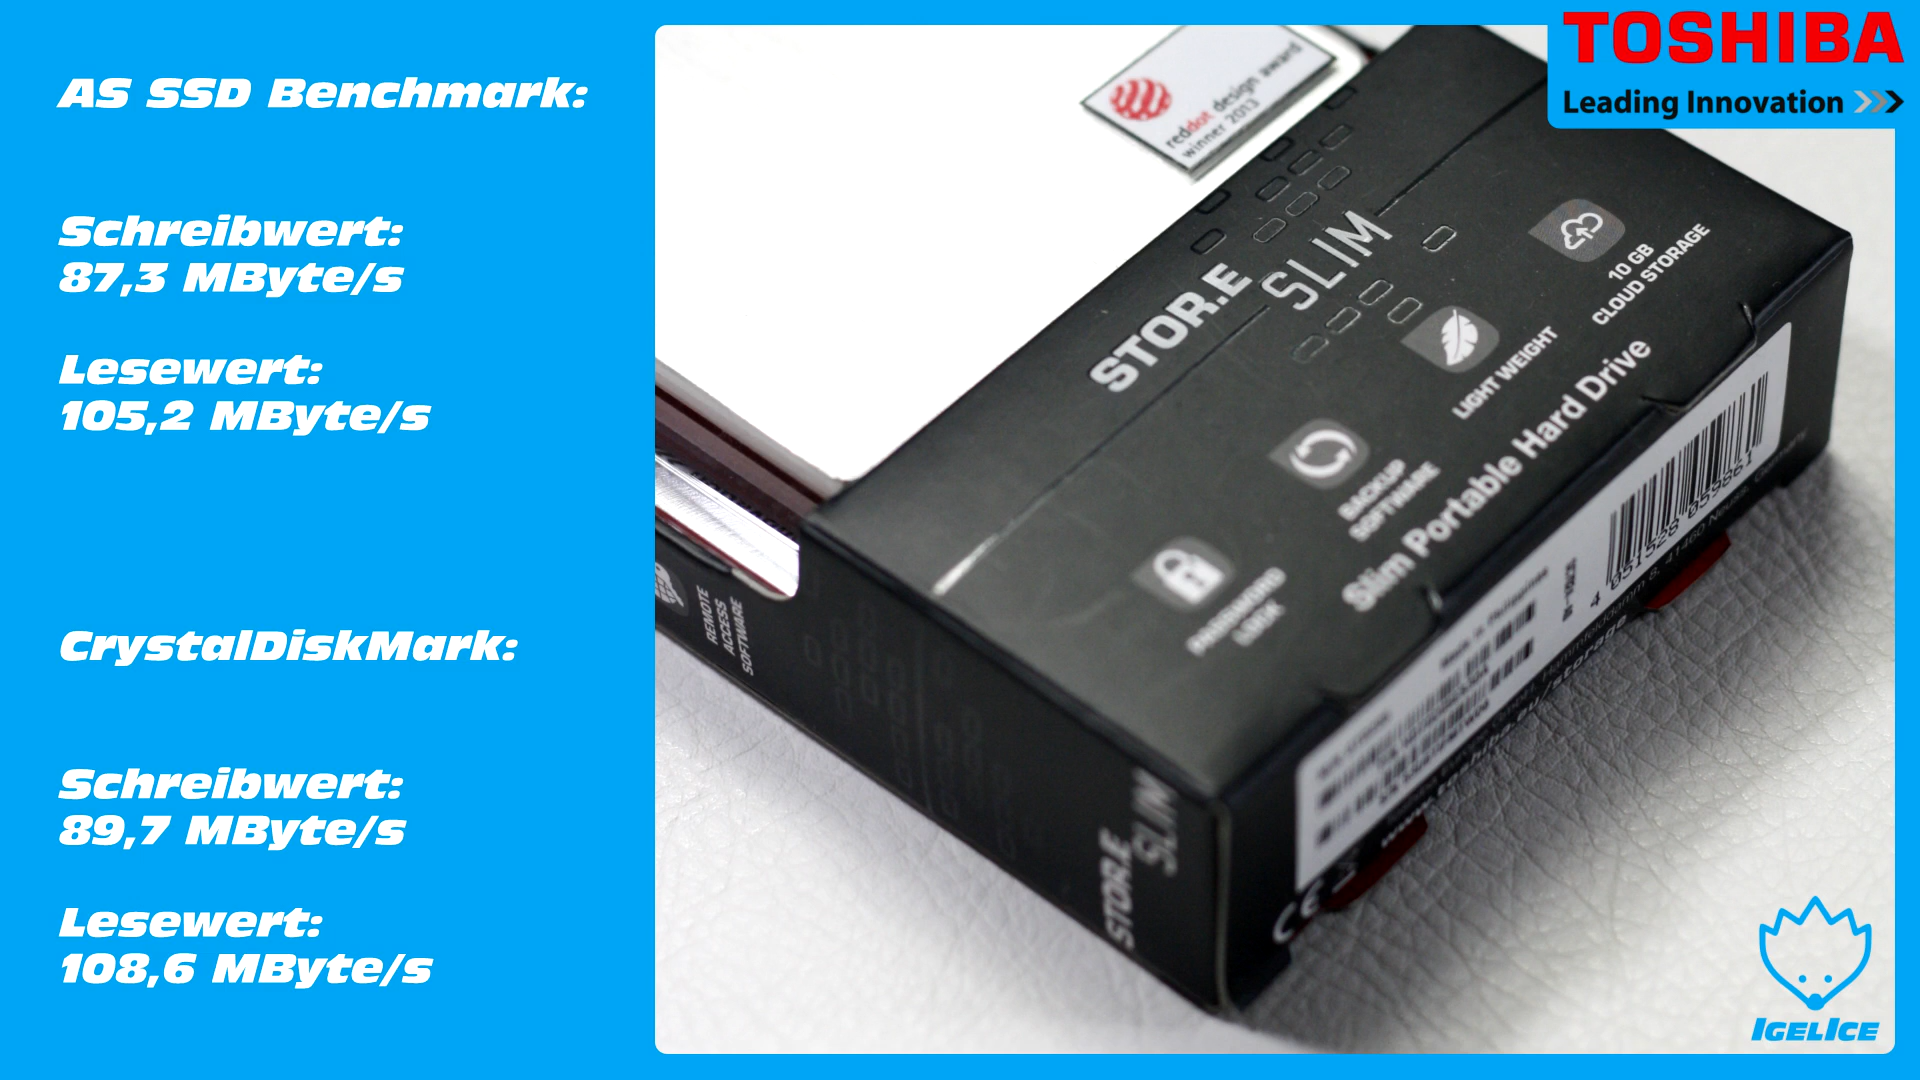 AS SSD Benchmark:
Schreibwert:
87,3 MByte/s
Lesewert:
105,2 MByte/s
CrystalDiskMark:
Schreibwert:
89,7 MByte/s
Lesewert:
108,6 MByte/s
TOSHIBA
Leading Innovation
reddot design award
winner 2013
STOR.E
SLIM
10 GB
CLOUD STORAGE
LIGHT WEIGHT
BACKUP
SOFTWARE
PASSWORD
LOCK
Slim Portable Hard Drive
REMOTE
ACCESS
SOFTWARE
STOR.E
SLIM
CE
IGELICE